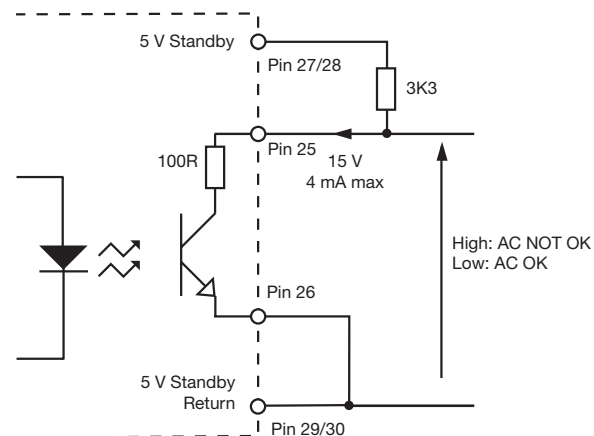 5 V Standby
Pin 27/28
3K3
Pin 25
100R
15 V
4 mA max
High: AC NOT OK
Low: AC OK
Pin 26
5 V Standby
Return
Pin 29/30